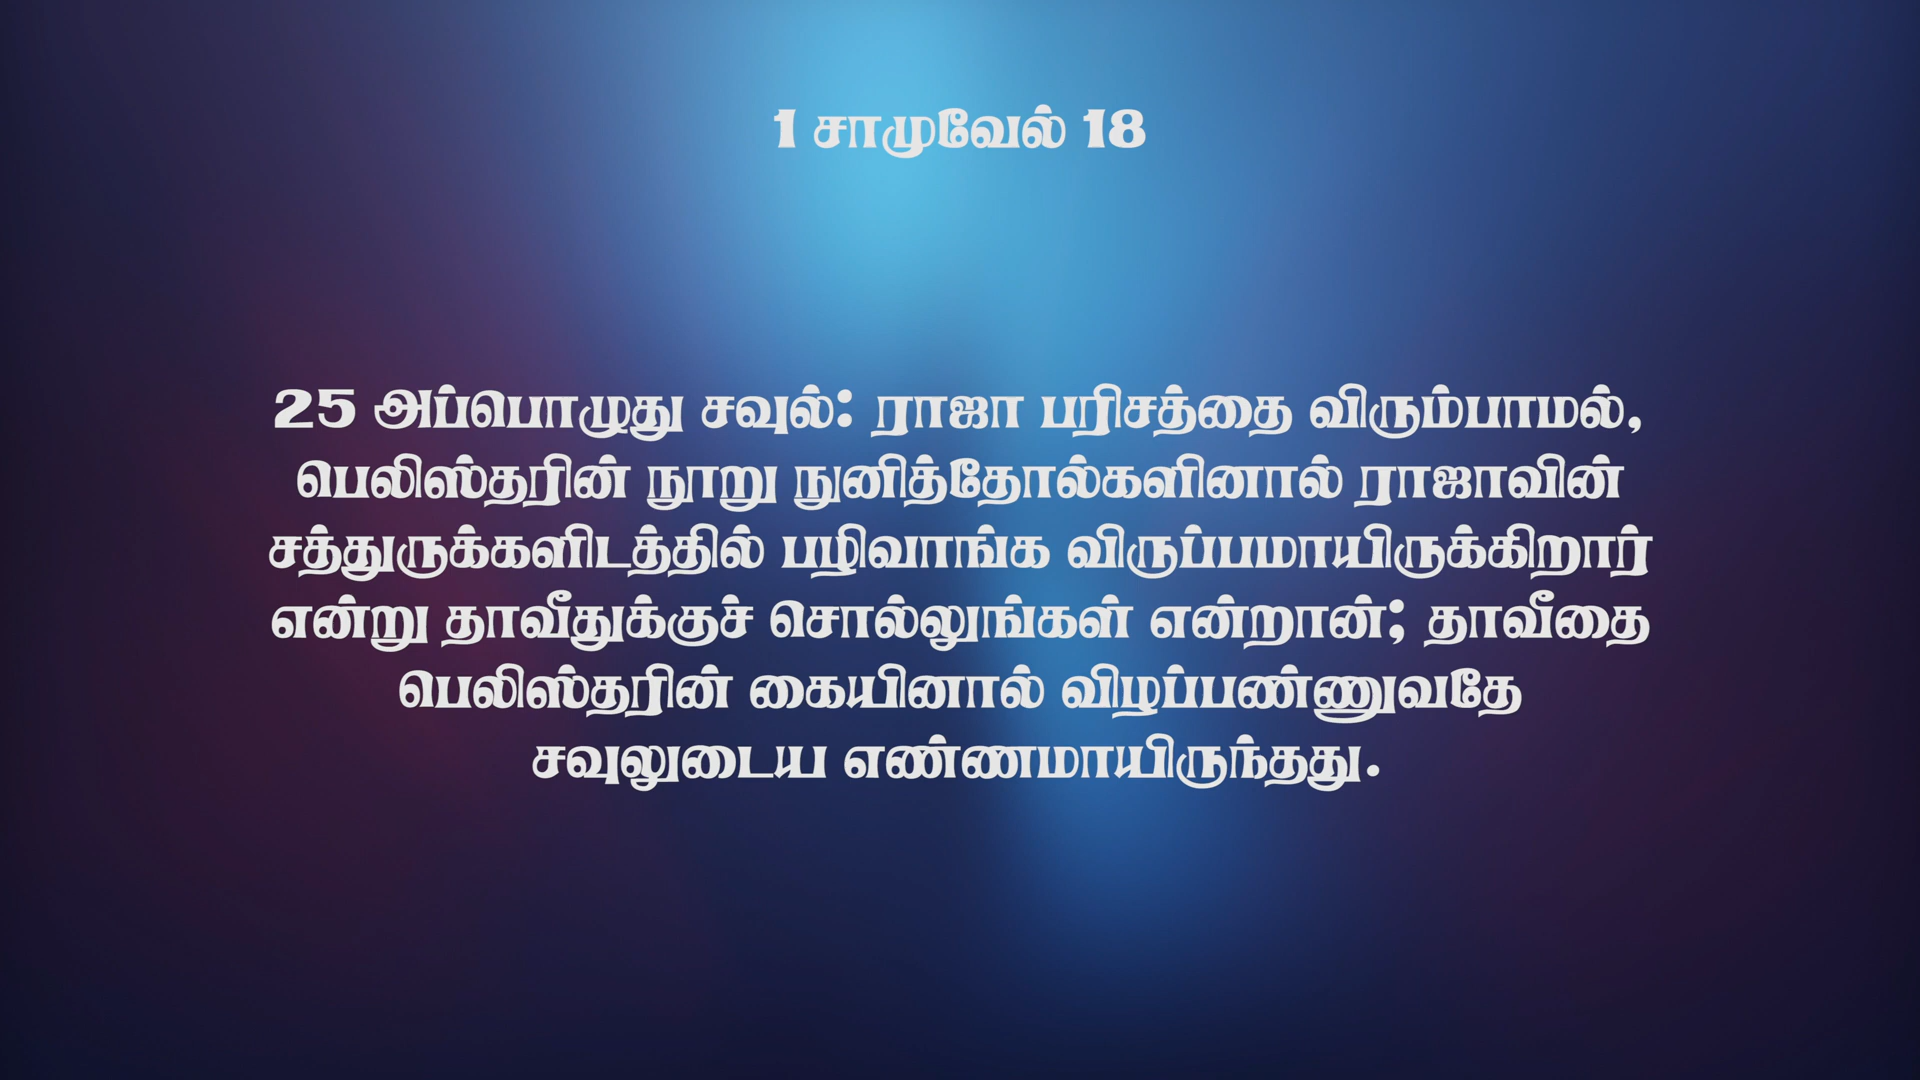 1 சாமுவேல் 18
25 அப்பொழுது சவுல்: ராஜா பரிசத்தை விரும்பாமல்,
பெலிஸ்தரின் நூறு நுனித்தோல்களினால் ராஜாவின்
சத்துருக்களிடத்தில் பழிவாங்க விருப்பமாயிருக்கிறார்
என்று தாவீதுக்குச் சொல்லுங்கள் என்றான்; தாவீதை
பெலிஸ்தரின் கையினால் விழப்பண்ணுவதே
சவுலுடைய எண்ணமாயிருந்தது.